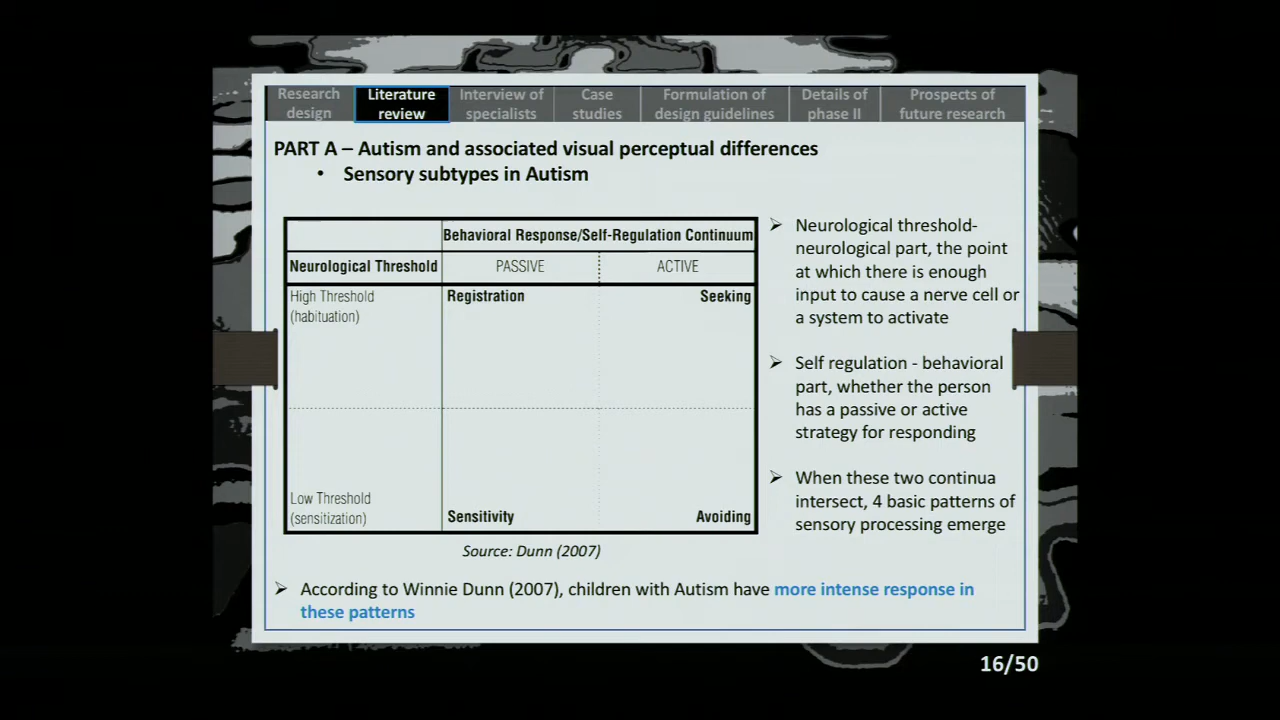 Research design
Literature review
Interview of specialists
Case studies
Formulation of design guidelines
Details of phase II
Prospects of future research
PART A – Autism and associated visual perceptual differences
• Sensory subtypes in Autism
Behavioral Response/Self-Regulation Continuum
Neurological Threshold PASSIVE ACTIVE
High Threshold
(habituation)
Registration Seeking
Low Threshold
(sensitization)
Sensitivity Avoiding
Source: Dunn (2007)
➢ Neurological threshold-
neurological part, the point
at which there is enough
input to cause a nerve cell or
a system to activate
➢ Self regulation - behavioral
part, whether the person
has a passive or active
strategy for responding
➢ When these two continua
intersect, 4 basic patterns of
sensory processing emerge
➢ According to Winnie Dunn (2007), children with Autism have more intense response in
these patterns
16/50